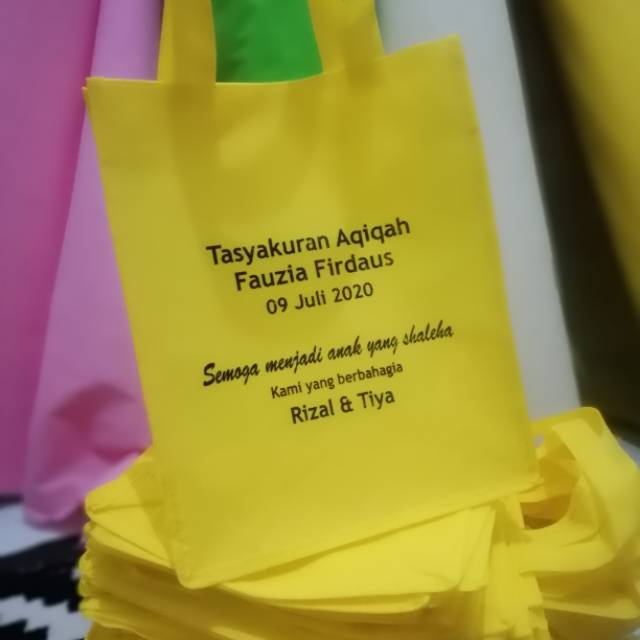 Tasyakuran Aqiqah
Fauzia Firdaus
09 Juli 2020
Semoga menjadi anak yang shaleha
Kami yang berbahagia
Rizal & Tiya